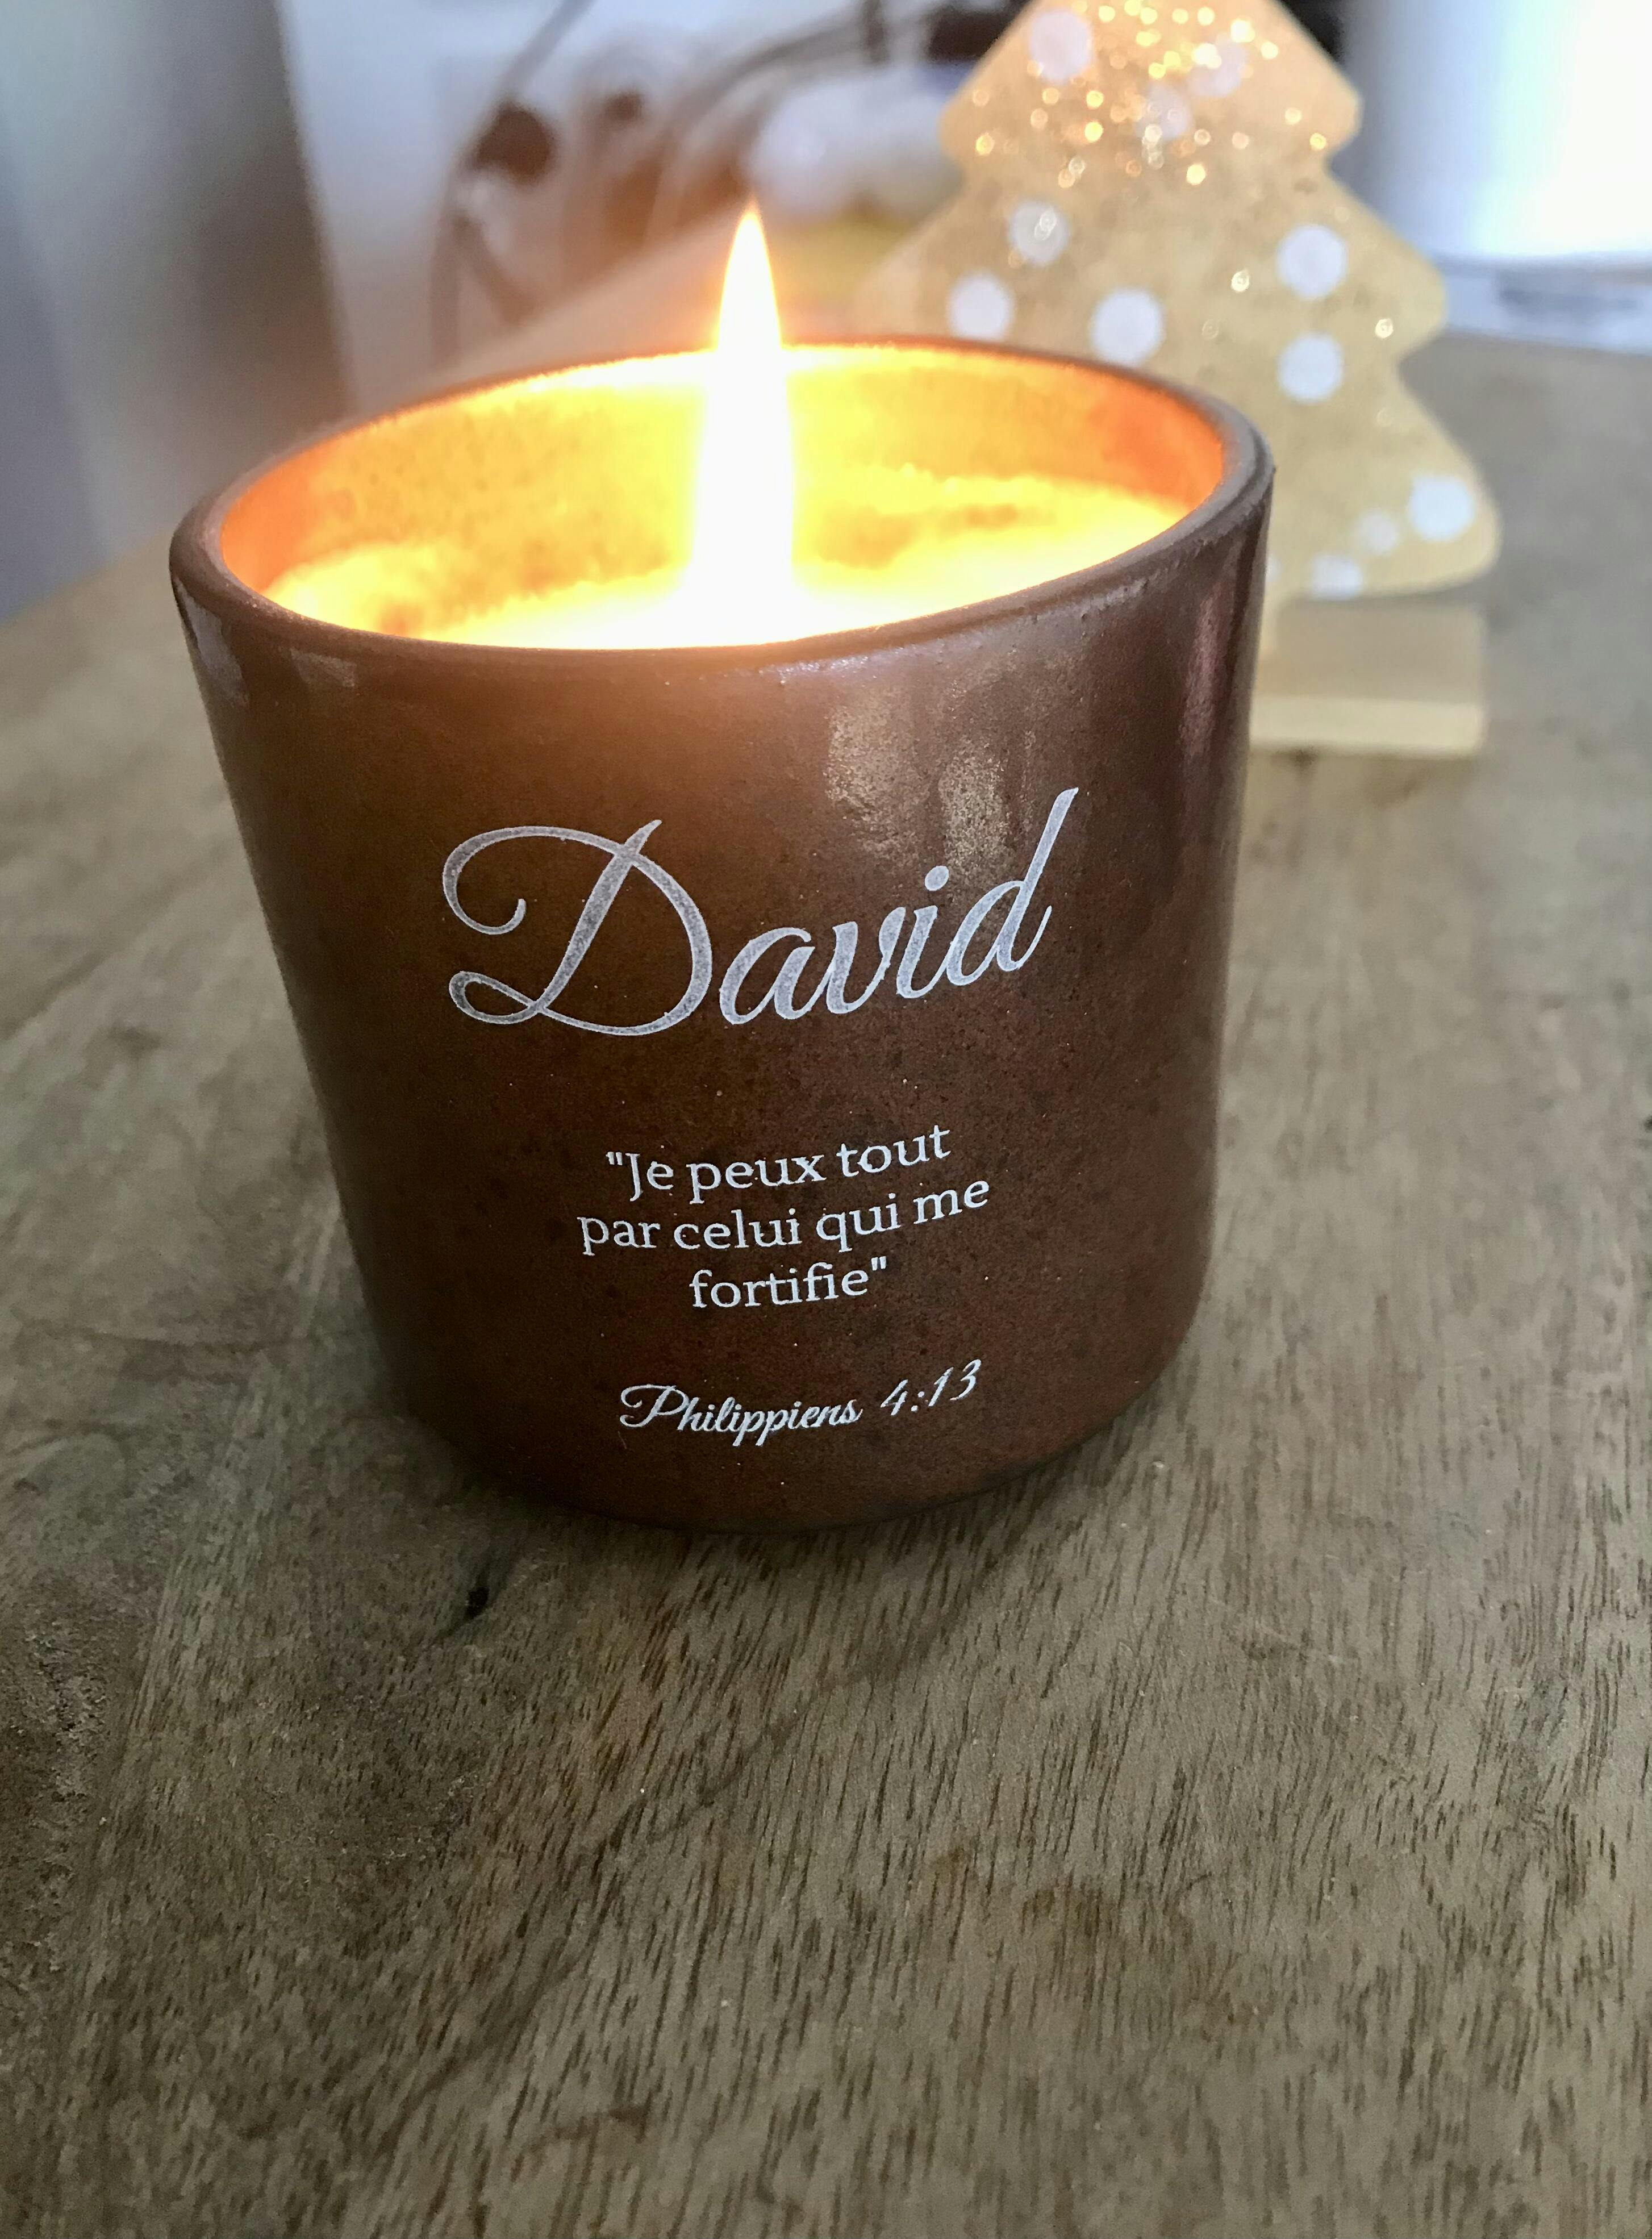 David
"Je peux tout
par celui qui me
fortifie"
Philippiens 4:13